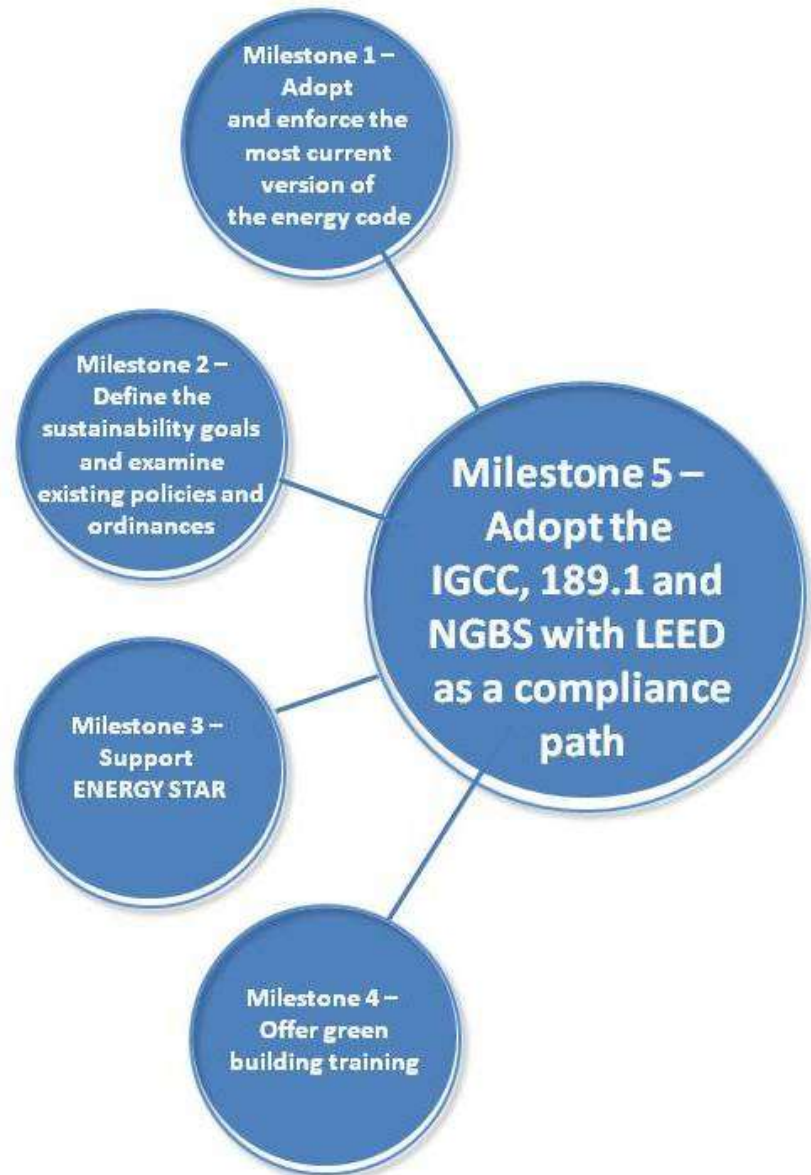 Milestone 1 –
Adopt
and enforce the
most current
version of
the energy code
Milestone 2 –
Define the
sustainability goals
and examine
existing policies and
ordinances
Milestone 3 –
Support
ENERGY STAR
Milestone 4 –
Offer green
building training
Milestone 5 –
Adopt the
IGCC, 189.1 and
NGBS with LEED
as a compliance
path